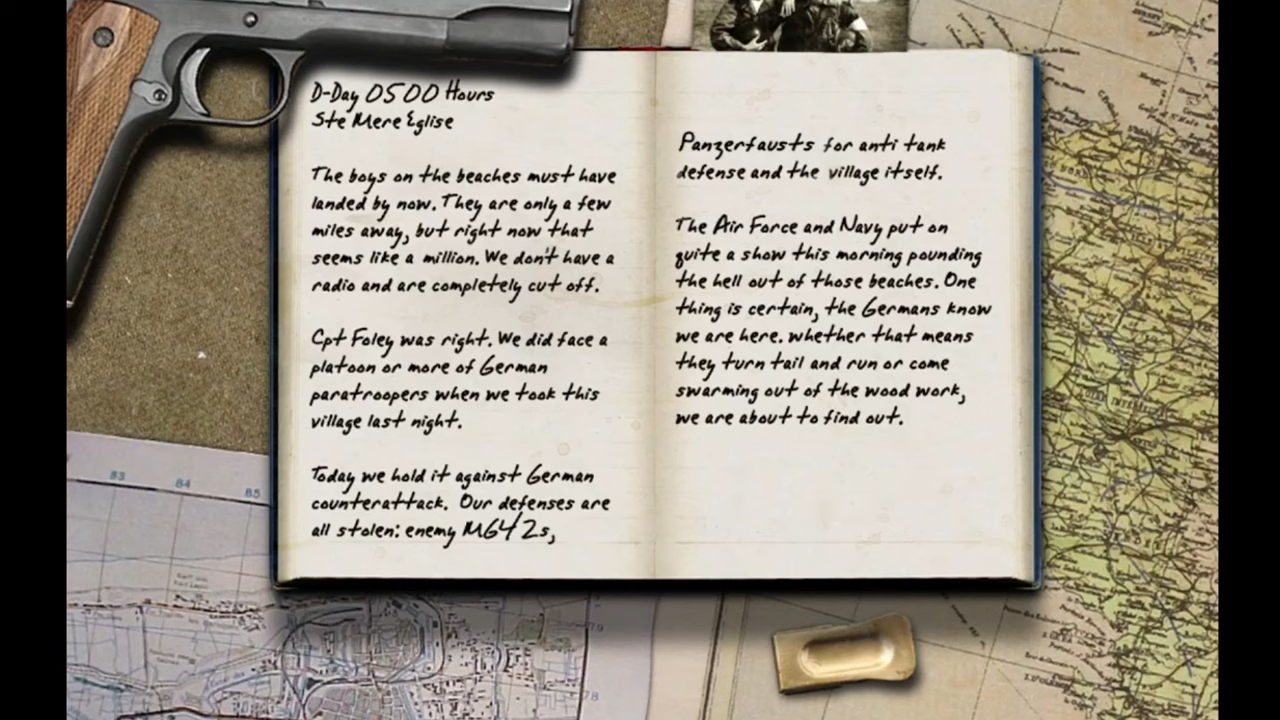 D-Day 0500 Hours
Ste Mere Eglise
The boys on the beaches must have
landed by now. They are only a few
miles away, but right now that
seems like a million. We don't have a
radio and are completely cut off.
Cpt Foley was right. We did face a
platoon or more of German
paratroopers when we took this
village last night.
Today we hold it against German
counterattack. Our defenses are
all stolen: enemy MG42s,
Panzerfausts for anti tank
defense and the village itself.
The Air Force and Navy put on
quite a show this morning pounding
the hell out of those beaches. One
thing is certain, the Germans know
we are here. whether that means
they turn tail and run or come
swarming out of the wood work,
we are about to find out.
83
84
85